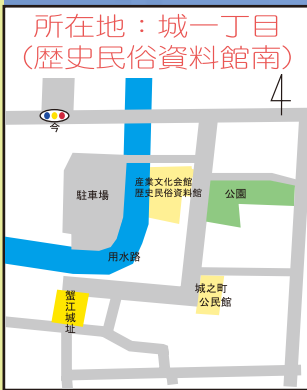 所在地：城一丁目
(歴史民俗資料館南)
4
今
産業文化会館
歴史民俗資料館
駐車場
公園
用水路
城之町
公民館
蟹江城址